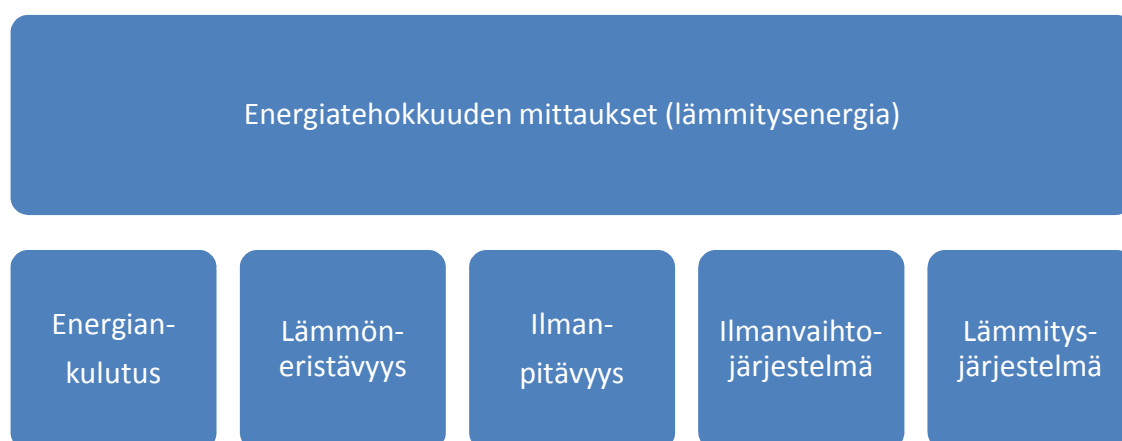 Energiatehokkuuden mittaukset (lämmitysenergia)
Energian-
kulutus
Lämmön-
eristävyys
Ilman-
pitävyys
Ilmanvaihto-
järjestelmä
Lämmitys-
järjestelmä